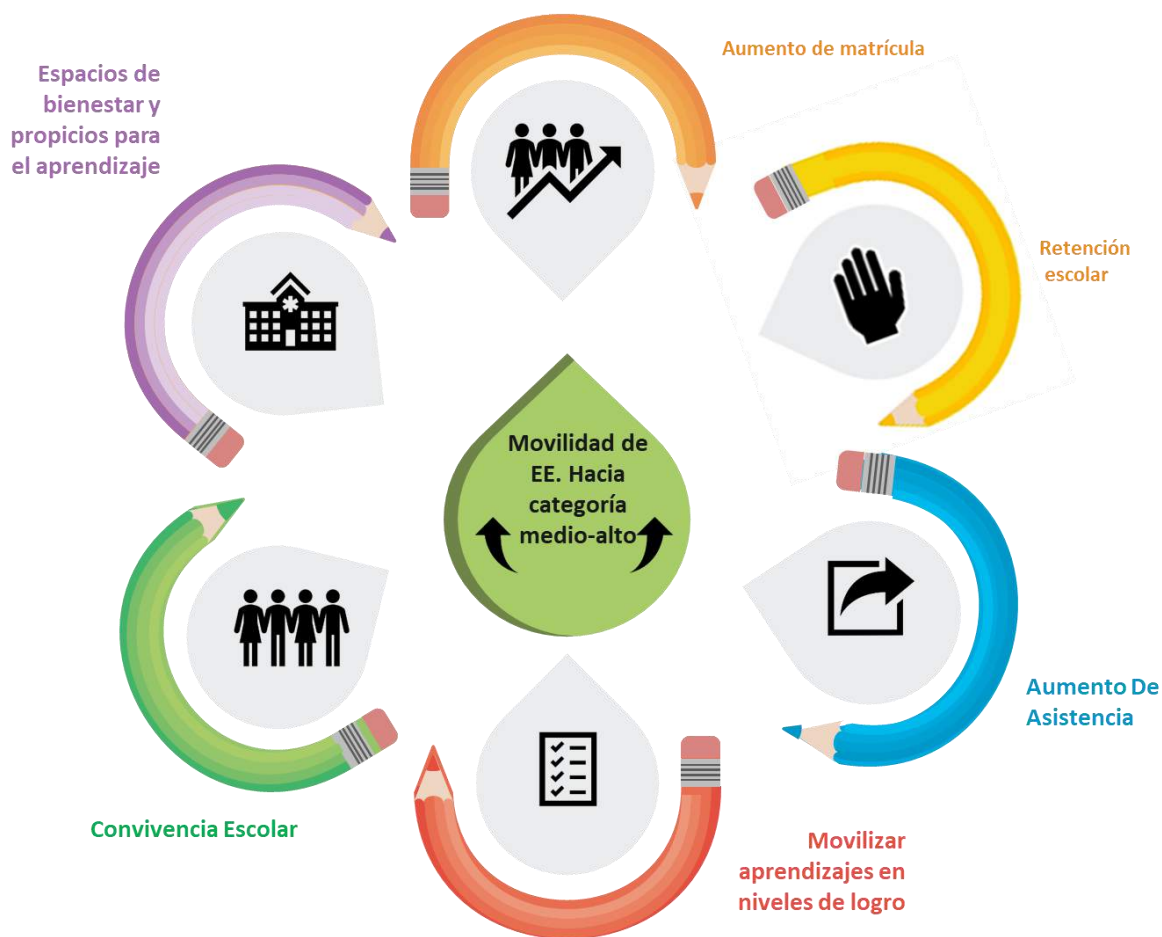 Aumento de matrícula
Espacios de
bienestar y
propicios para
el aprendizaje
Retención
escolar
Movilidad de
EE. Hacia
categoría
medio-alto
Aumento De
Asistencia
Convivencia Escolar
Movilizar
aprendizajes en
niveles de logro